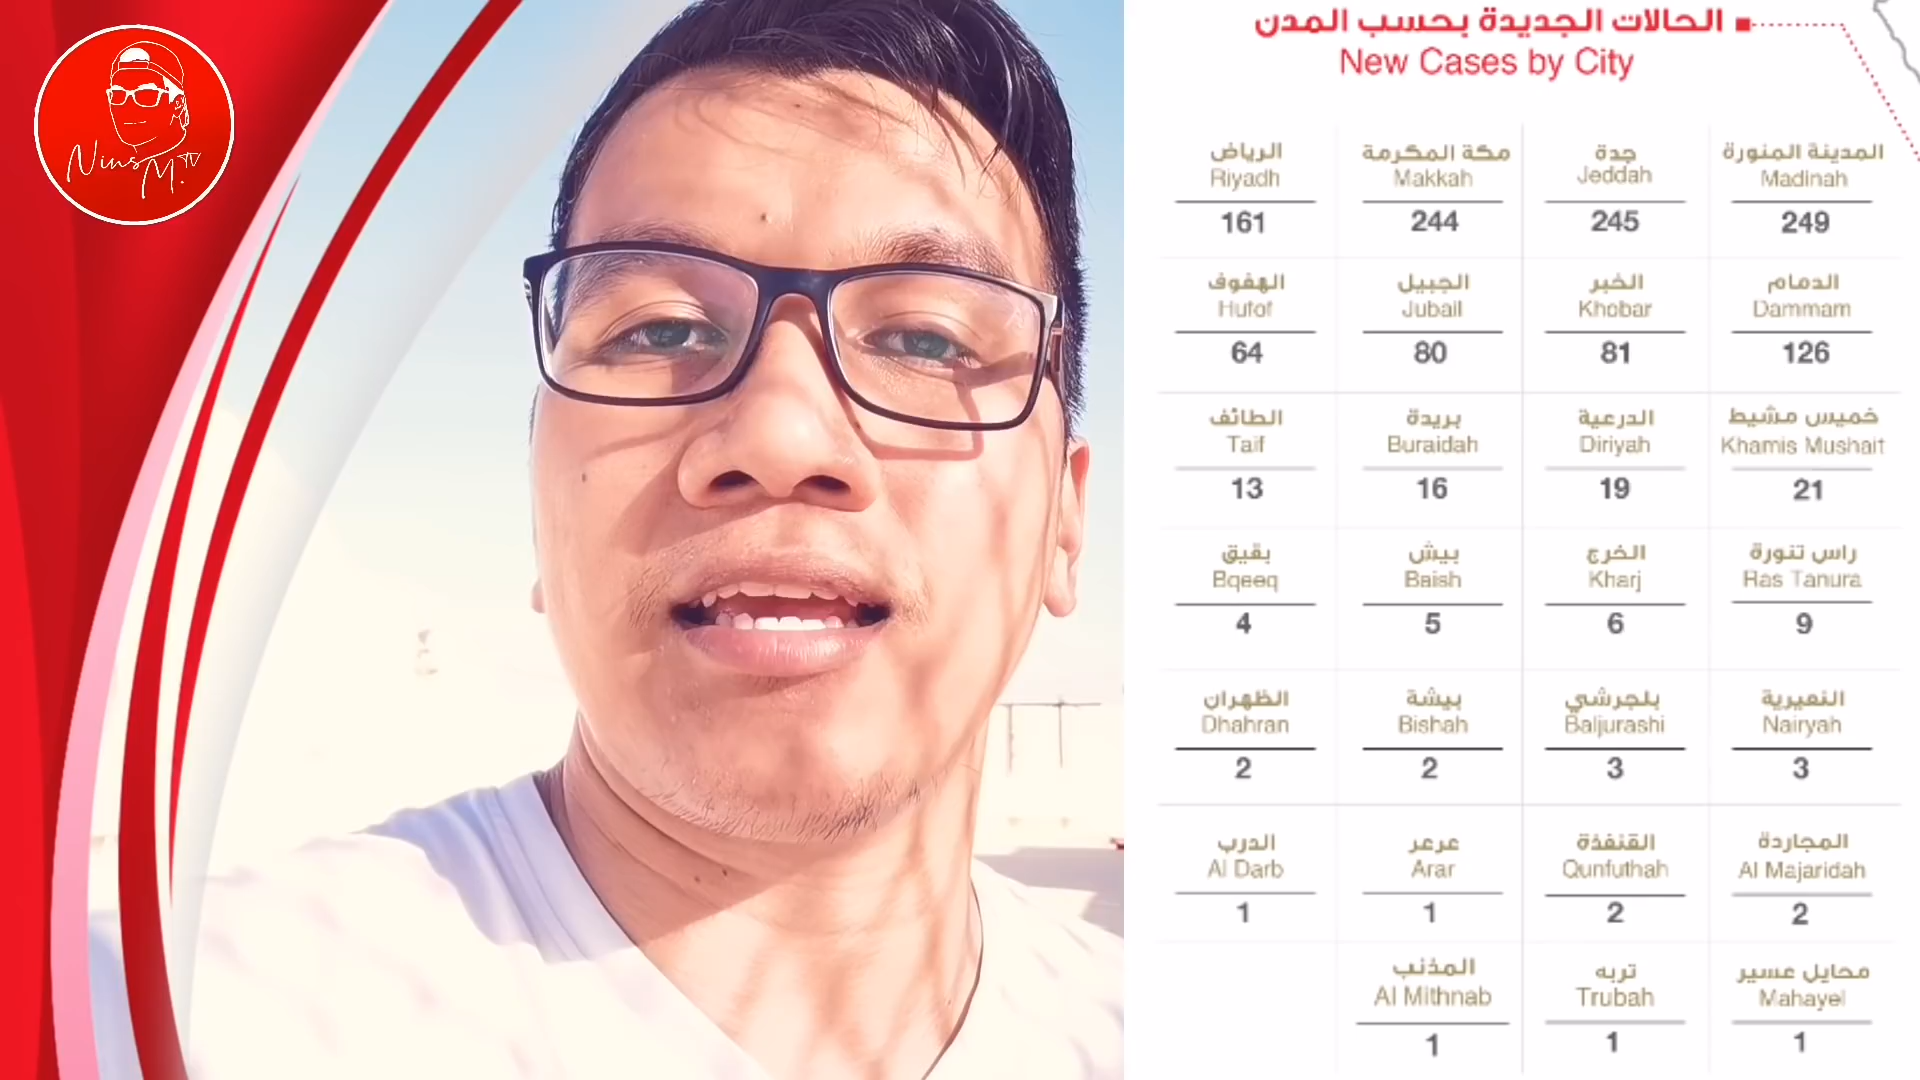 Nins
M.TV
الحالات الجديدة بحسب المدن
New Cases by City
الرياض
Riyadh
161
مكة المكرمة
Makkah
244
جدة
Jeddah
245
المدينة المنورة
Madinah
249
الهفوف
Hufof
64
الجبيل
Jubail
80
الخبر
Khobar
81
الدمام
Dammam
126
الطائف
Taif
13
بريدة
Buraidah
16
الدرعية
Diriyah
19
خميس مشيط
Khamis Mushait
21
بقيق
Bqeeq
4
بيش
Baish
5
الخرج
Kharj
6
راس تنورة
Ras Tanura
9
الظهران
Dhahran
2
بيشة
Bishah
2
بلجرشي
Baljurashi
3
النعيرية
Nairyah
3
الدرب
Al Darb
1
عرعر
Arar
1
القنفذة
Qunfuthah
2
المجاردة
Al Majaridah
2
المذنب
Al Mithnab
1
تربه
Trubah
1
محايل عسير
Mahayel
1